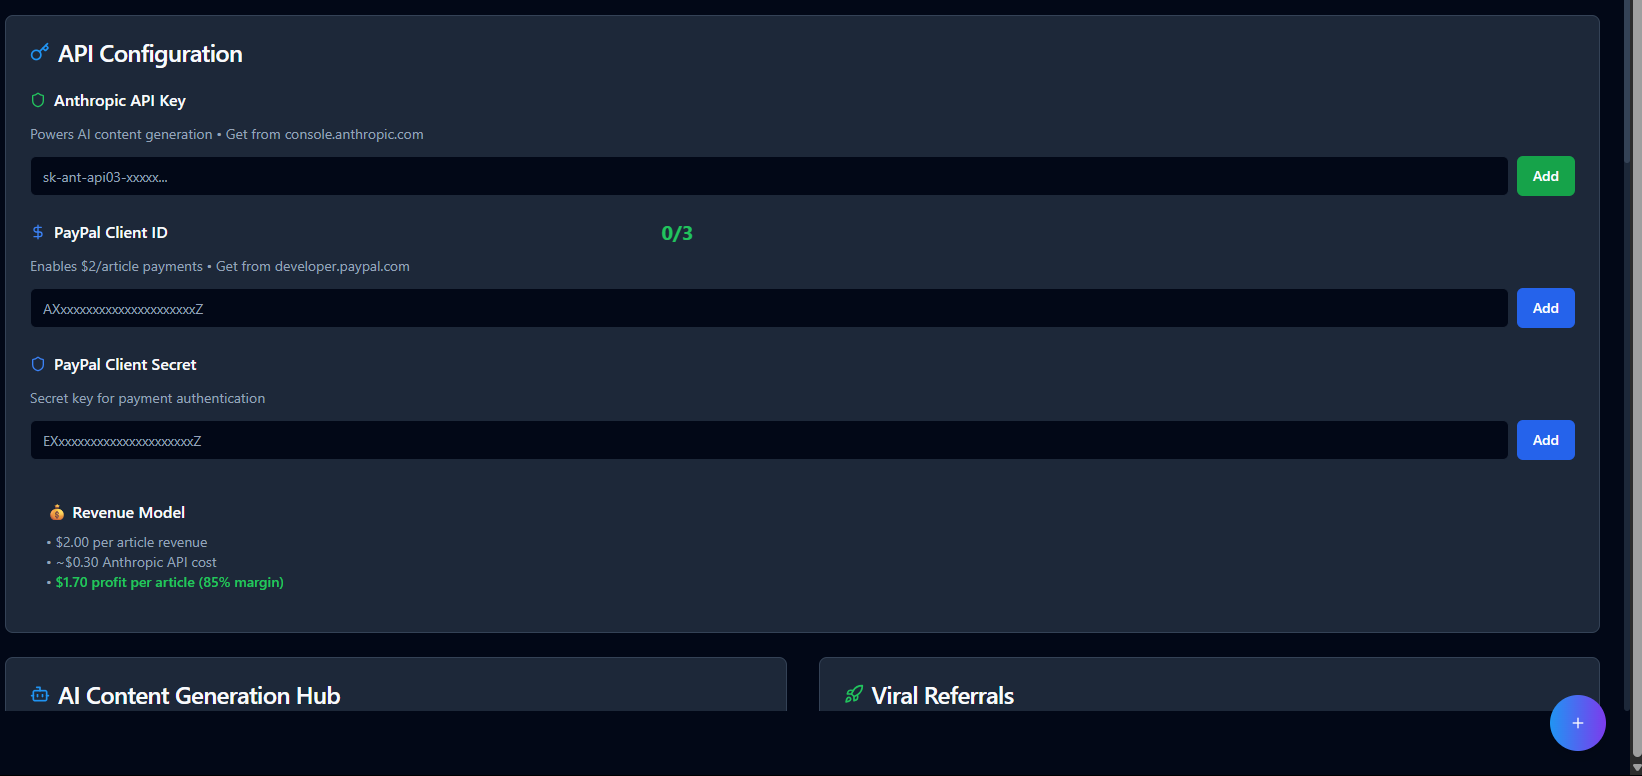 API Configuration
Anthropic API Key
Powers AI content generation • Get from console.anthropic.com
sk-ant-api03-xxxxx...
Add
PayPal Client ID
0/3
Enables $2/article payments • Get from developer.paypal.com
AXxxxxxxxxxxxxxxxxxxxxxZ
Add
PayPal Client Secret
Secret key for payment authentication
EXxxxxxxxxxxxxxxxxxxxxxZ
Add
💰 Revenue Model
• $2.00 per article revenue
• ~$0.30 Anthropic API cost
• $1.70 profit per article (85% margin)
AI Content Generation Hub
Viral Referrals
+